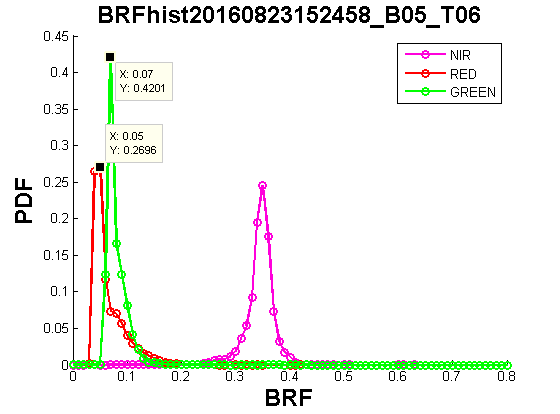 BRFhist20160823152458_B05_T06
0.45
0.4
0.35
0.3
0.25
0.2
0.15
0.1
0.05
0
PDF
X: 0.07
Y: 0.4201
X: 0.05
Y: 0.2696
NIR
RED
GREEN
0 0.1 0.2 0.3 0.4 0.5 0.6 0.7 0.8
BRF